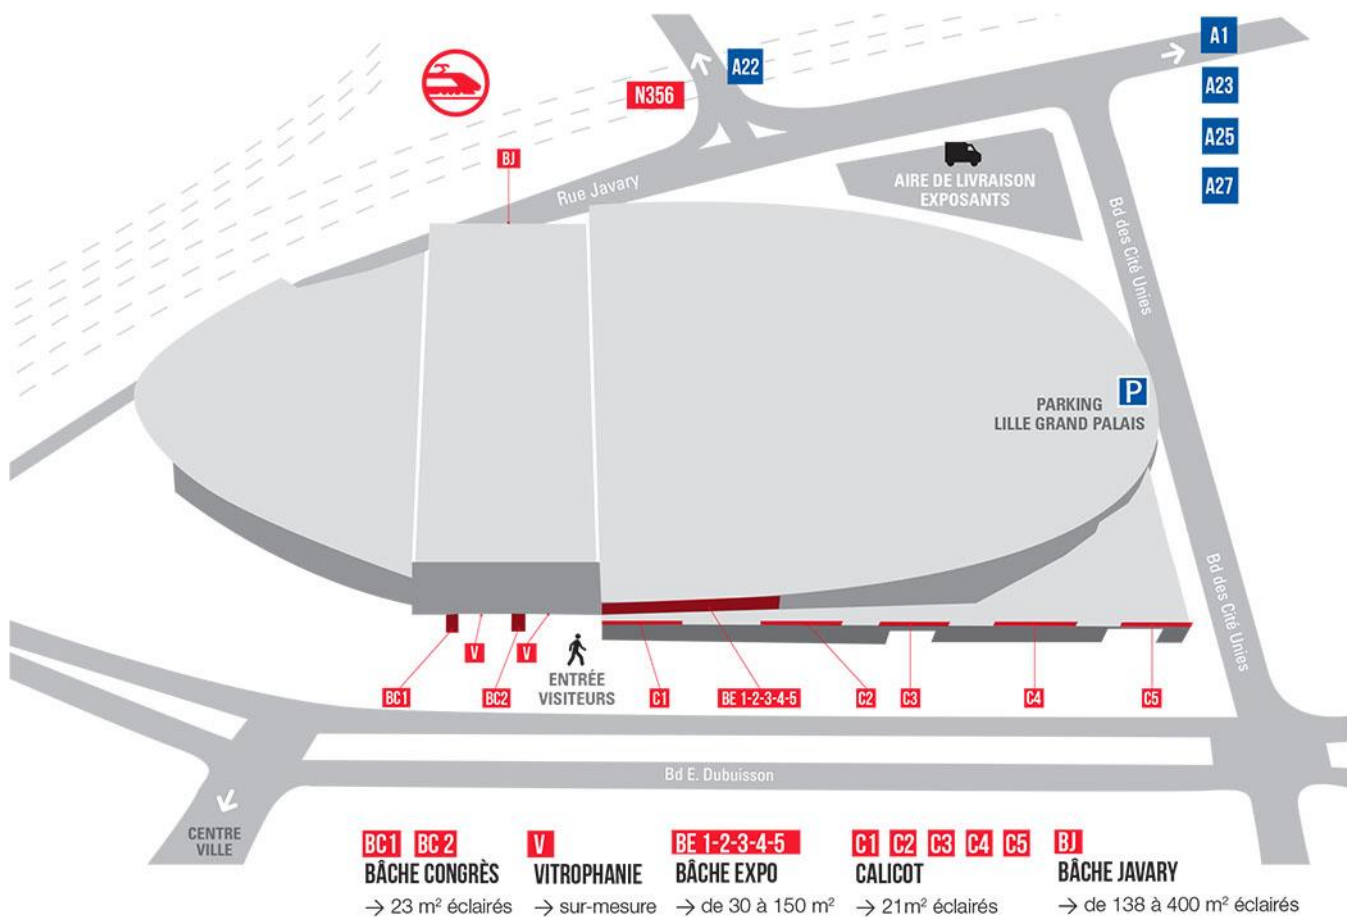 A1
A22
A23
N356
A25
BJ
Rue Javary
AIRE DE LIVRAISON
EXPOSANTS
A27
Bd des Cité Unies
P
PARKING
LILLE GRAND PALAIS
Bd des Cité Unies
V
V
ENTRÉE
VISITEURS
BC1
BC2
C1
BE 1-2-3-4-5
C2
C3
C4
C5
Bd E. Dubuisson
CENTRE
VILLE
BC1 BC 2
BÂCHE CONGRÈS
→ 23 m² éclairés
V
VITROPHANIE
→ sur-mesure
BE 1-2-3-4-5
BÂCHE EXPO
→ de 30 à 150 m²
C1 C2 C3 C4 C5
CALICOT
→ 21m² éclairés
BJ
BÂCHE JAVARY
→ de 138 à 400 m² éclairés